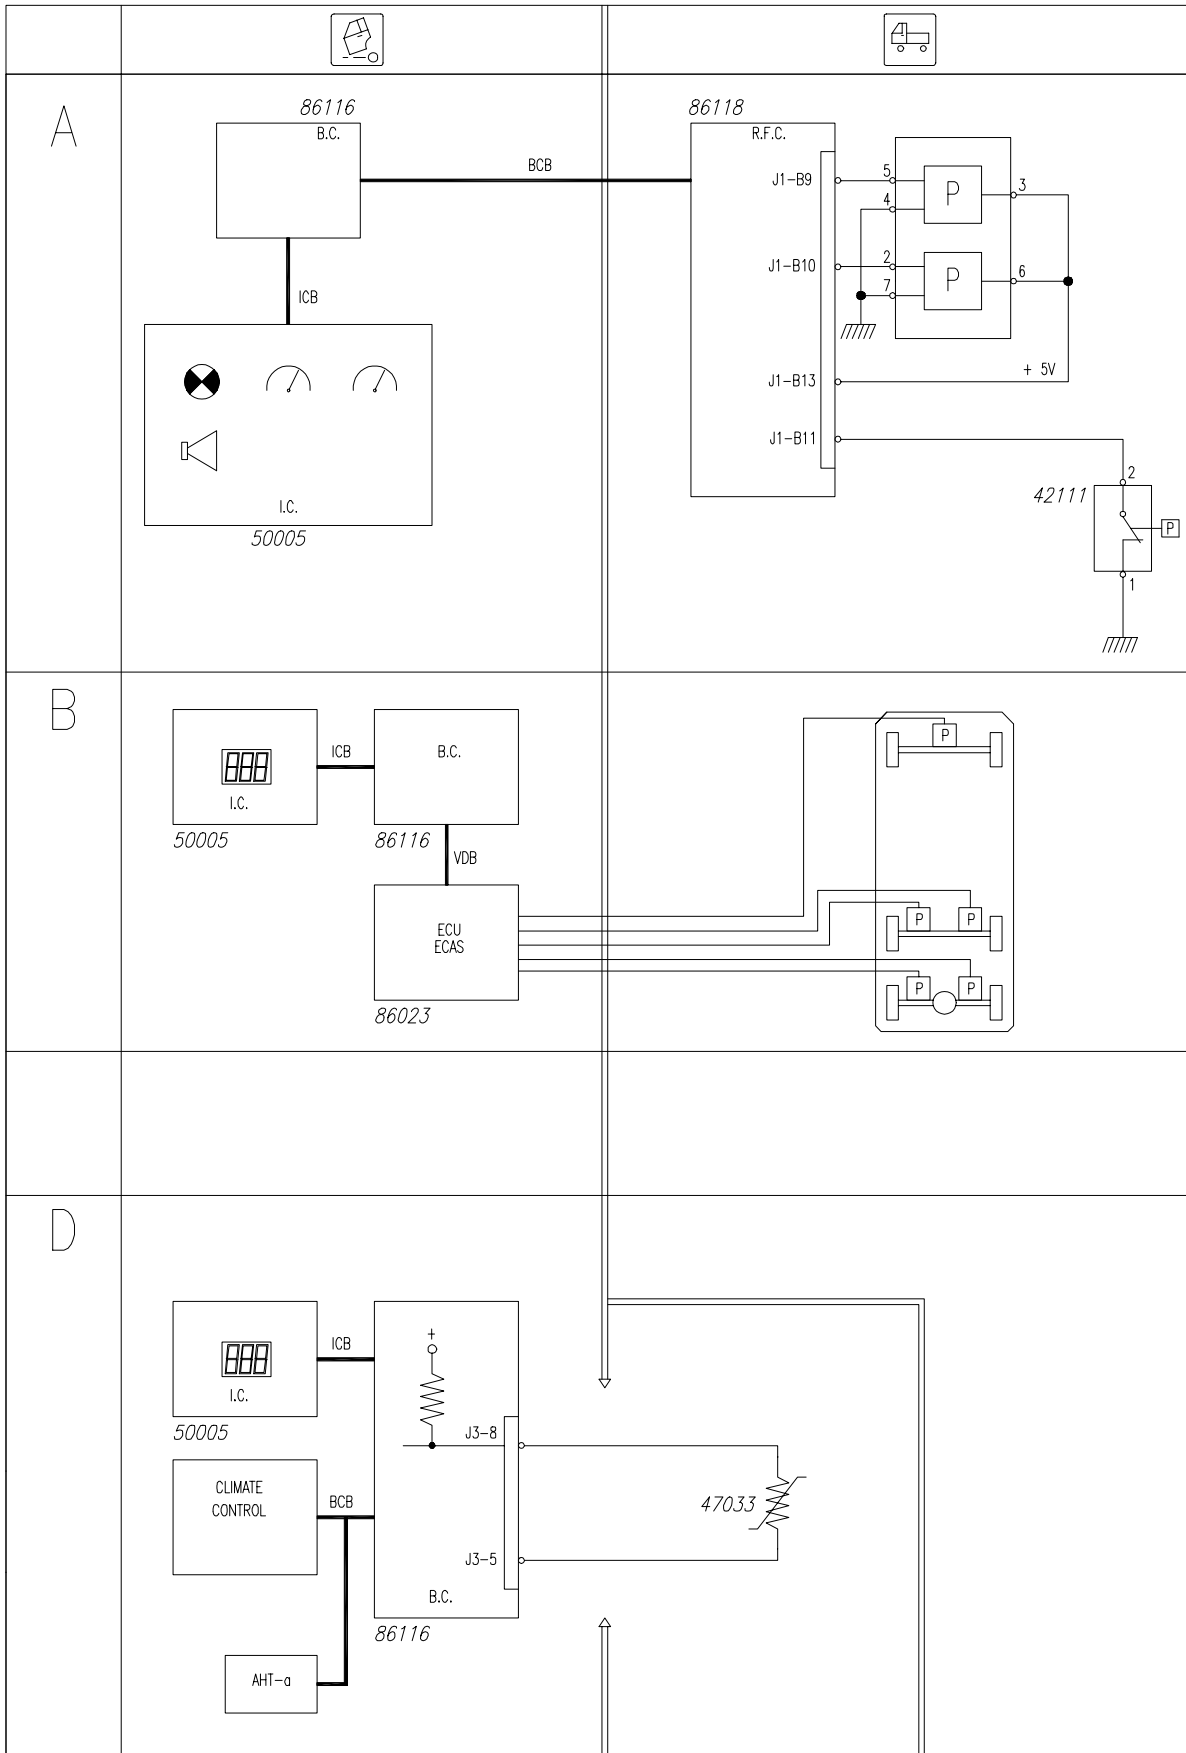 A
86116
B.C.
BCB
ICB
I.C.
50005
86118
R.F.C.
J1-B9
J1-B10
J1-B13
J1-B11
5
4
P
3
2
7
P
6
+ 5V
42111
2
P
1
B
I.C.
50005
ICB
B.C.
86116
VDB
ECU
ECAS
86023
P
P
P
P
P
D
I.C.
50005
ICB
+
J3-8
47033
CLIMATE
CONTROL
BCB
J3-5
B.C.
86116
AHT-a